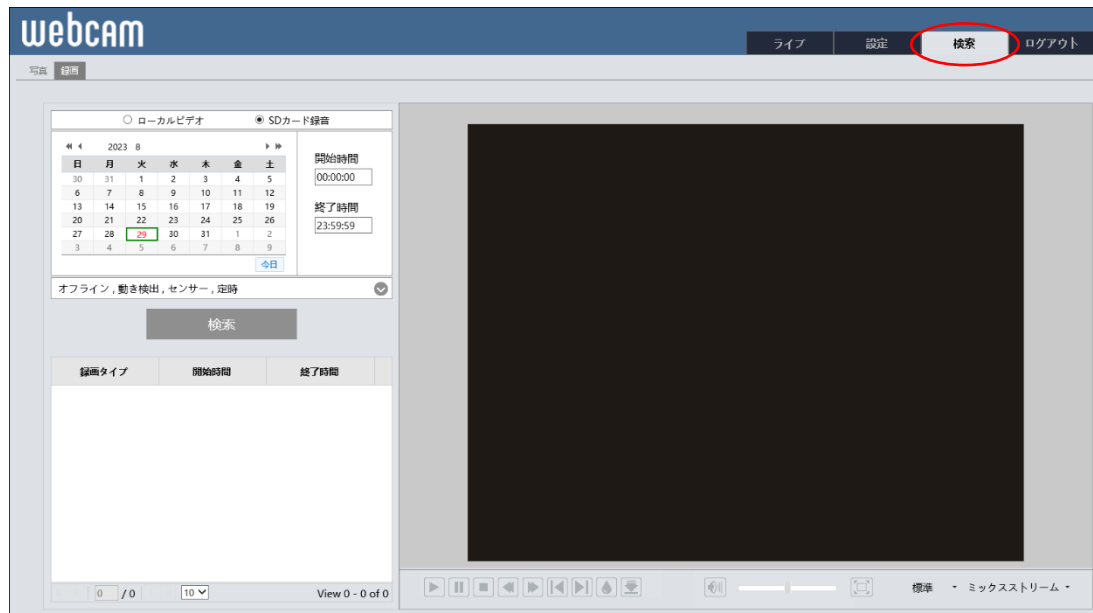 webcam
ライブ 設定 検索 ログアウト
写真 録画
ローカルビデオ SDカード録音
2023 8
日 月 火 水 木 金 土
30 31 1 2 3 4 5
6 7 8 9 10 11 12
13 14 15 16 17 18 19
20 21 22 23 24 25 26
27 28 29 30 31 1 2
3 4 5 6 7 8 9
今日
開始時間
00:00:00
終了時間
23:59:59
オフライン , 動き検出 , センサー , 定時
検索
録画タイプ 開始時間 終了時間
0 / 0 10 View 0 - 0 of 0
標準 ミックスストリーム